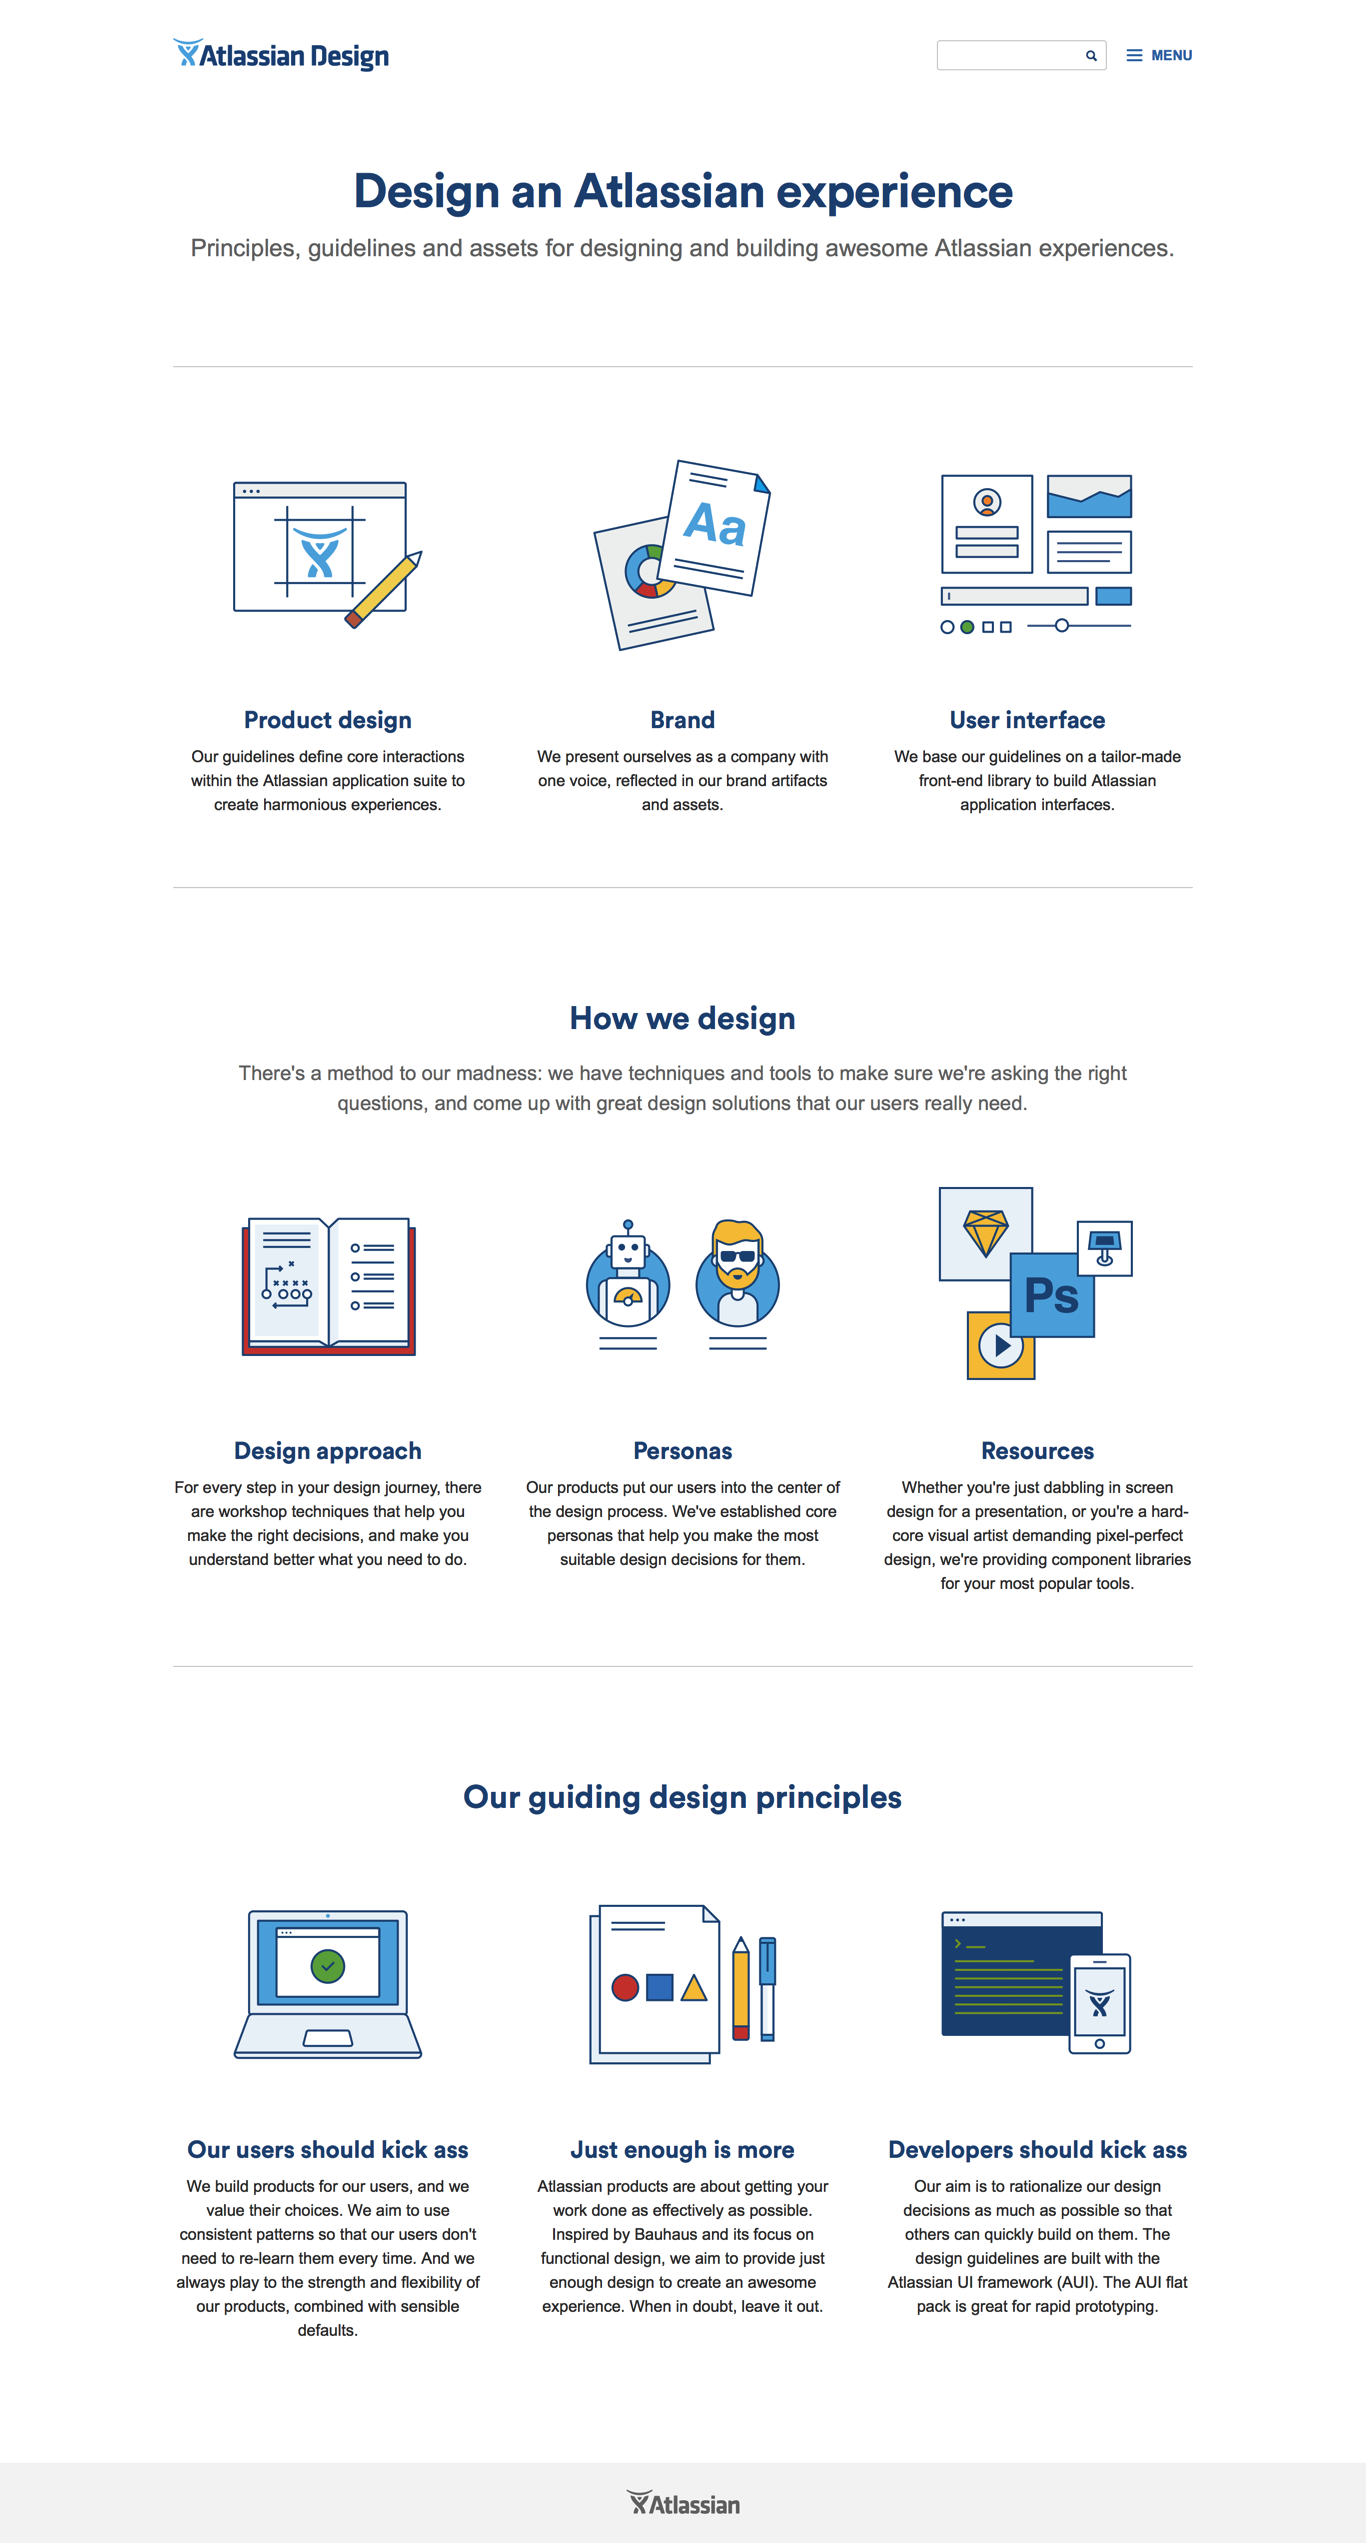 Atlassian Design
MENU
Design an Atlassian experience
Principles, guidelines and assets for designing and building awesome Atlassian experiences.
Aa
Product design
Our guidelines define core interactions
within the Atlassian application suite to
create harmonious experiences.
Brand
We present ourselves as a company with
one voice, reflected in our brand artifacts
and assets.
User interface
We base our guidelines on a tailor-made
front-end library to build Atlassian
application interfaces.
How we design
There's a method to our madness: we have techniques and tools to make sure we're asking the right
questions, and come up with great design solutions that our users really need.
Ps
Design approach
For every step in your design journey, there
are workshop techniques that help you
make the right decisions, and make you
understand better what you need to do.
Personas
Our products put our users into the center of
the design process. We've established core
personas that help you make the most
suitable design decisions for them.
Resources
Whether you're just dabbling in screen
design for a presentation, or you're a hard-
core visual artist demanding pixel-perfect
design, we're providing component libraries
for your most popular tools.
Our guiding design principles
Our users should kick ass
We build products for our users, and we
value their choices. We aim to use
consistent patterns so that our users don't
need to re-learn them every time. And we
always play to the strength and flexibility of
our products, combined with sensible
defaults.
Just enough is more
Atlassian products are about getting your
work done as effectively as possible.
Inspired by Bauhaus and its focus on
functional design, we aim to provide just
enough design to create an awesome
experience. When in doubt, leave it out.
Developers should kick ass
Our aim is to rationalize our design
decisions as much as possible so that
others can quickly build on them. The
design guidelines are built with the
Atlassian UI framework (AUI). The AUI flat
pack is great for rapid prototyping.
Atlassian